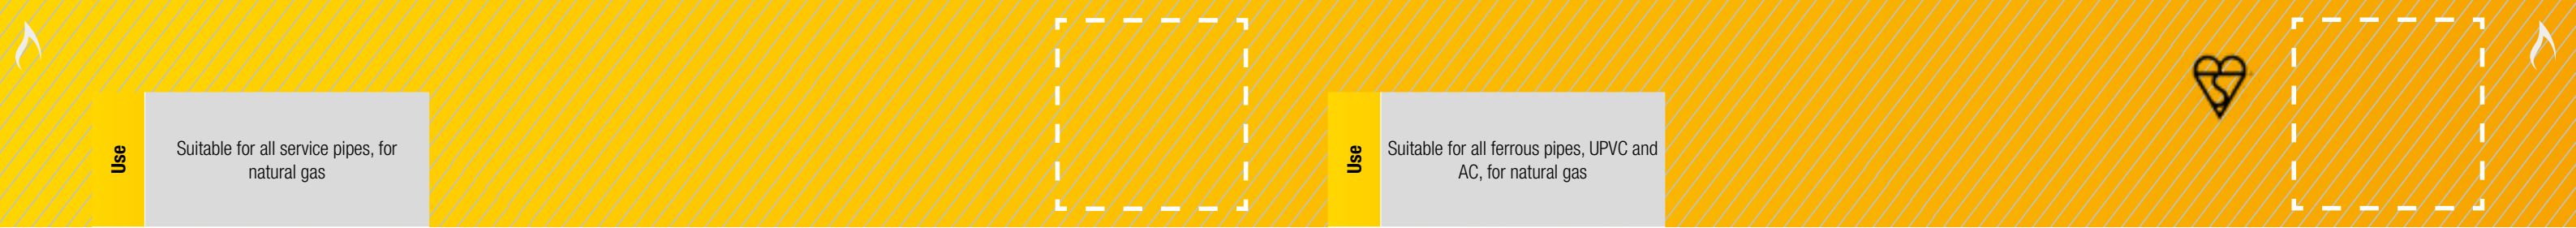 Use
Suitable for all service pipes, for
natural gas
Use
Suitable for all ferrous pipes, UPVC and
AC, for natural gas